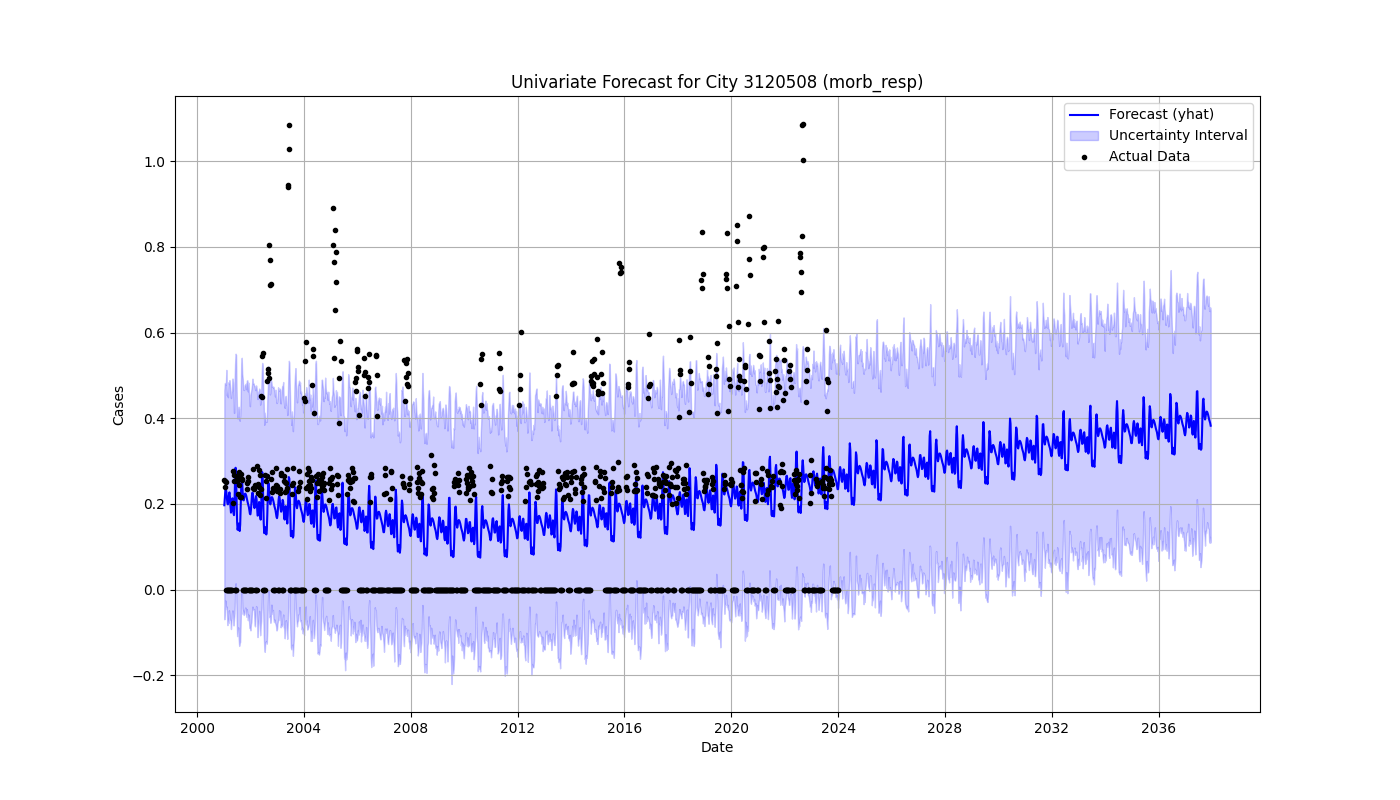 Univariate Forecast for City 3120508 (morb_resp)
Forecast (yhat)
Uncertainty Interval
Actual Data
Cases
1.0
0.8
0.6
0.4
0.2
0.0
−0.2
2000 2004 2008 2012 2016 2020 2024 2028 2032 2036
Date